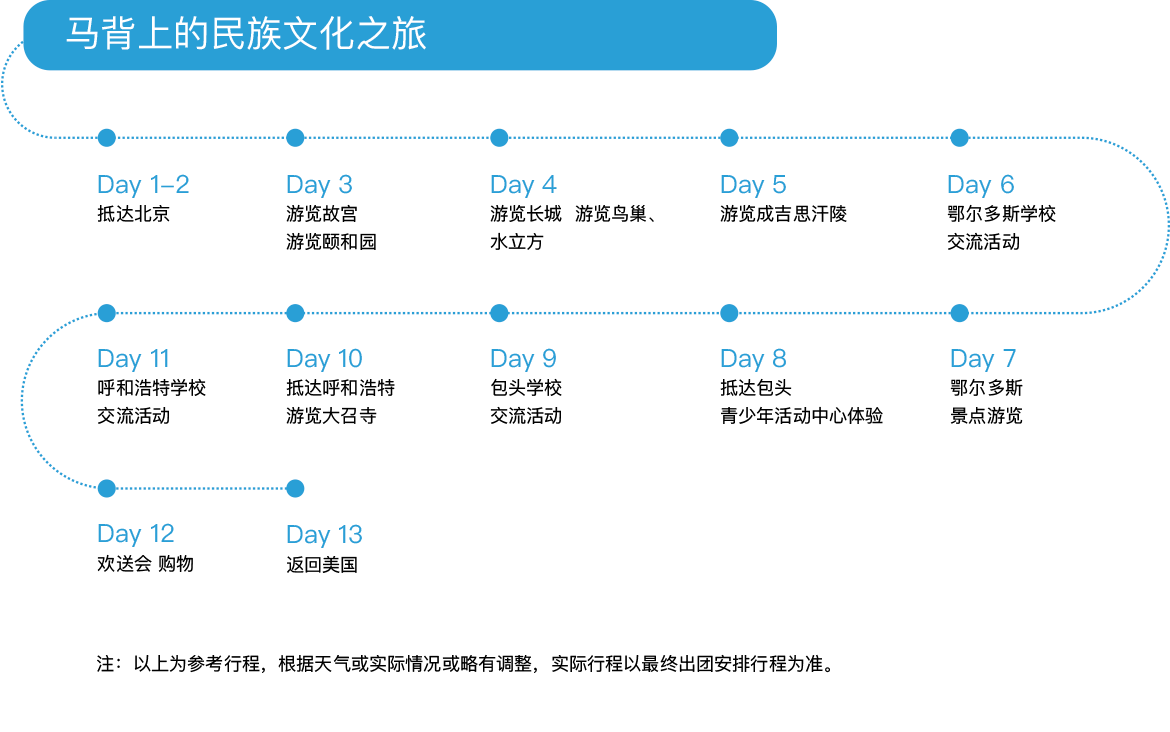 马背上的民族文化之旅
Day 1–2
抵达北京
Day 3
游览故宫
游览颐和园
Day 4
游览长城 游览鸟巢、
水立方
Day 5
游览成吉思汗陵
Day 6
鄂尔多斯学校
交流活动
Day 7
鄂尔多斯
景点游览
Day 8
抵达包头
青少年活动中心体验
Day 9
包头学校
交流活动
Day 10
抵达呼和浩特
游览大召寺
Day 11
呼和浩特学校
交流活动
Day 12
欢送会 购物
Day 13
返回美国
注：以上为参考行程，根据天气或实际情况或略有调整，实际行程以最终出团安排行程为准。